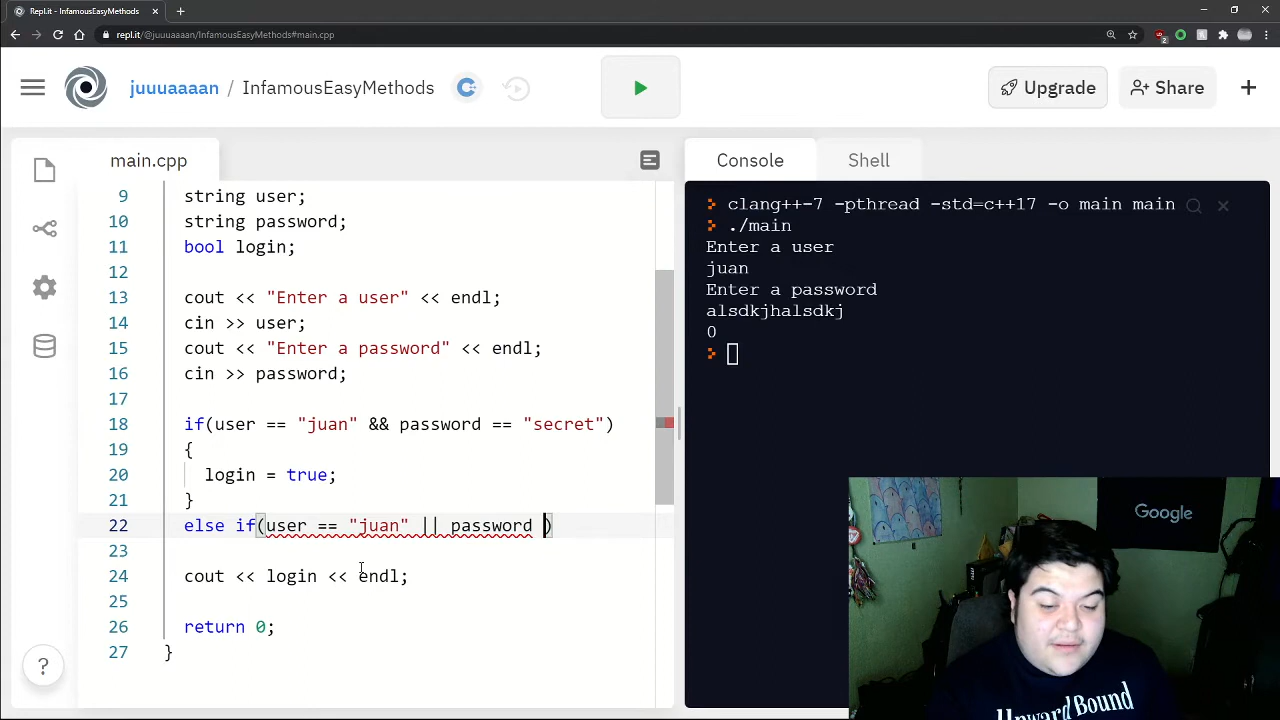 Repl.it - InfamousEasyMethods
repl.it/@juuuaaaan/InfamousEasyMethods#main.cpp
juuuaaaan / InfamousEasyMethods
Upgrade
Share
main.cpp
9 string user;
10 string password;
11 bool login;
12
13 cout << "Enter a user" << endl;
14 cin >> user;
15 cout << "Enter a password" << endl;
16 cin >> password;
17
18 if(user == "juan" && password == "secret")
19 {
20 login = true;
21 }
22 else if(user == "juan" || password )
23
24 cout << login << endl;
25
26 return 0;
27 }
?
Console Shell
clang++-7 -pthread -std=c++17 -o main main
./main
Enter a user
juan
Enter a password
alsdkjhalsdkj
0
Google
Upward Bound